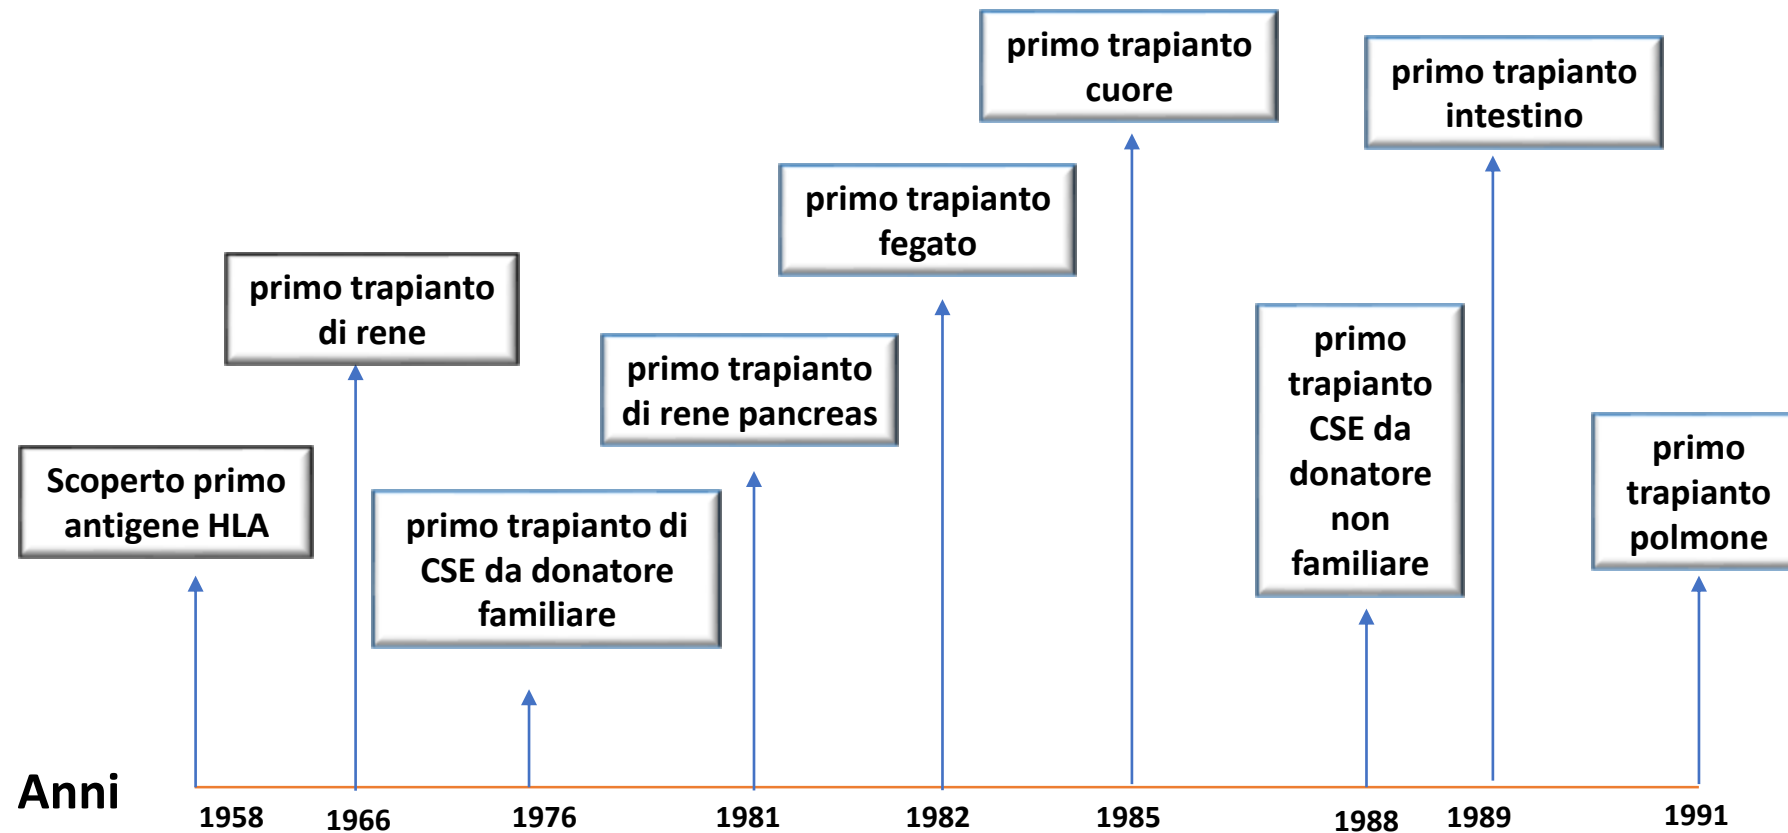 Scoperto primo
antigene HLA
primo trapianto
di rene
primo trapianto di
CSE da donatore
familiare
primo trapianto
di rene pancreas
primo trapianto
fegato
primo trapianto
cuore
primo
trapianto
CSE da
donatore
non
familiare
primo trapianto
intestino
primo
trapianto
polmone
Anni
1958
1966
1976
1981
1982
1985
1988
1989
1991